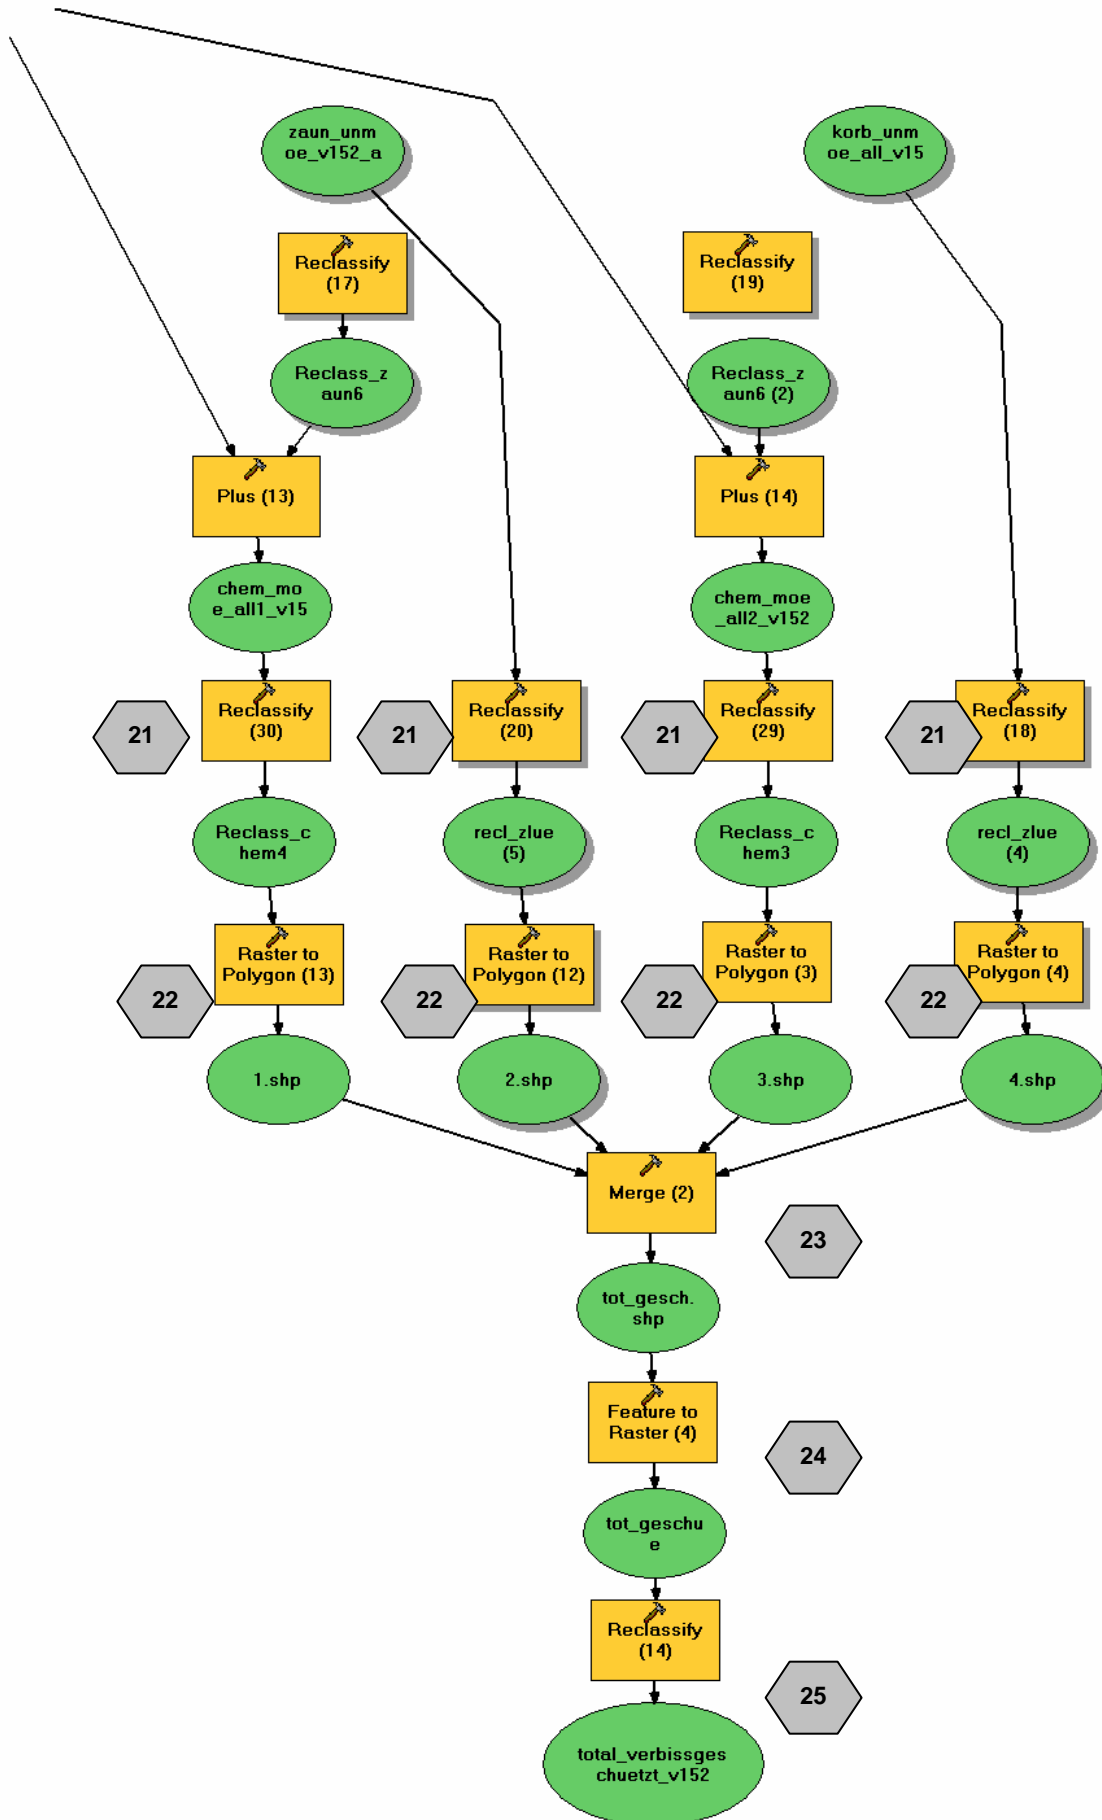 zaun_unm
oe_v152_a
korb_unm
oe_all_v15
Reclassify
(17)
Reclassify
(19)
Reclass_z
aun6
Reclass_z
aun6 (2)
Plus (13)
Plus (14)
chem_mo
e_all1_v15
chem_moe
_all2_v152
21
Reclassify
(30)
21
Reclassify
(20)
21
Reclassify
(29)
21
Reclassify
(18)
Reclass_c
hem4
recl_zlue
(5)
Reclass_c
hem3
recl_zlue
(4)
22
Raster to
Polygon (13)
22
Raster to
Polygon (12)
22
Raster to
Polygon (3)
22
Raster to
Polygon (4)
1.shp
2.shp
3.shp
4.shp
Merge (2)
23
tot_gesch.
shp
Feature to
Raster (4)
24
tot_geschu
e
Reclassify
(14)
25
total_verbissges
chuetzt_v152